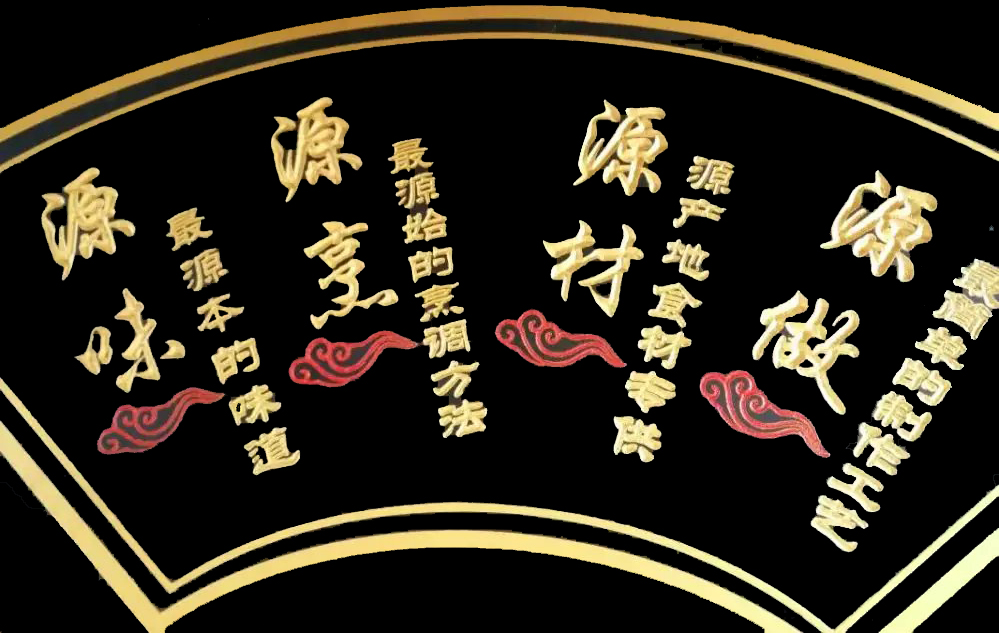 源味
最源本的味道
源烹
最源始的烹调方法
源材
源产地食材专供
源做
最简单的制作工艺